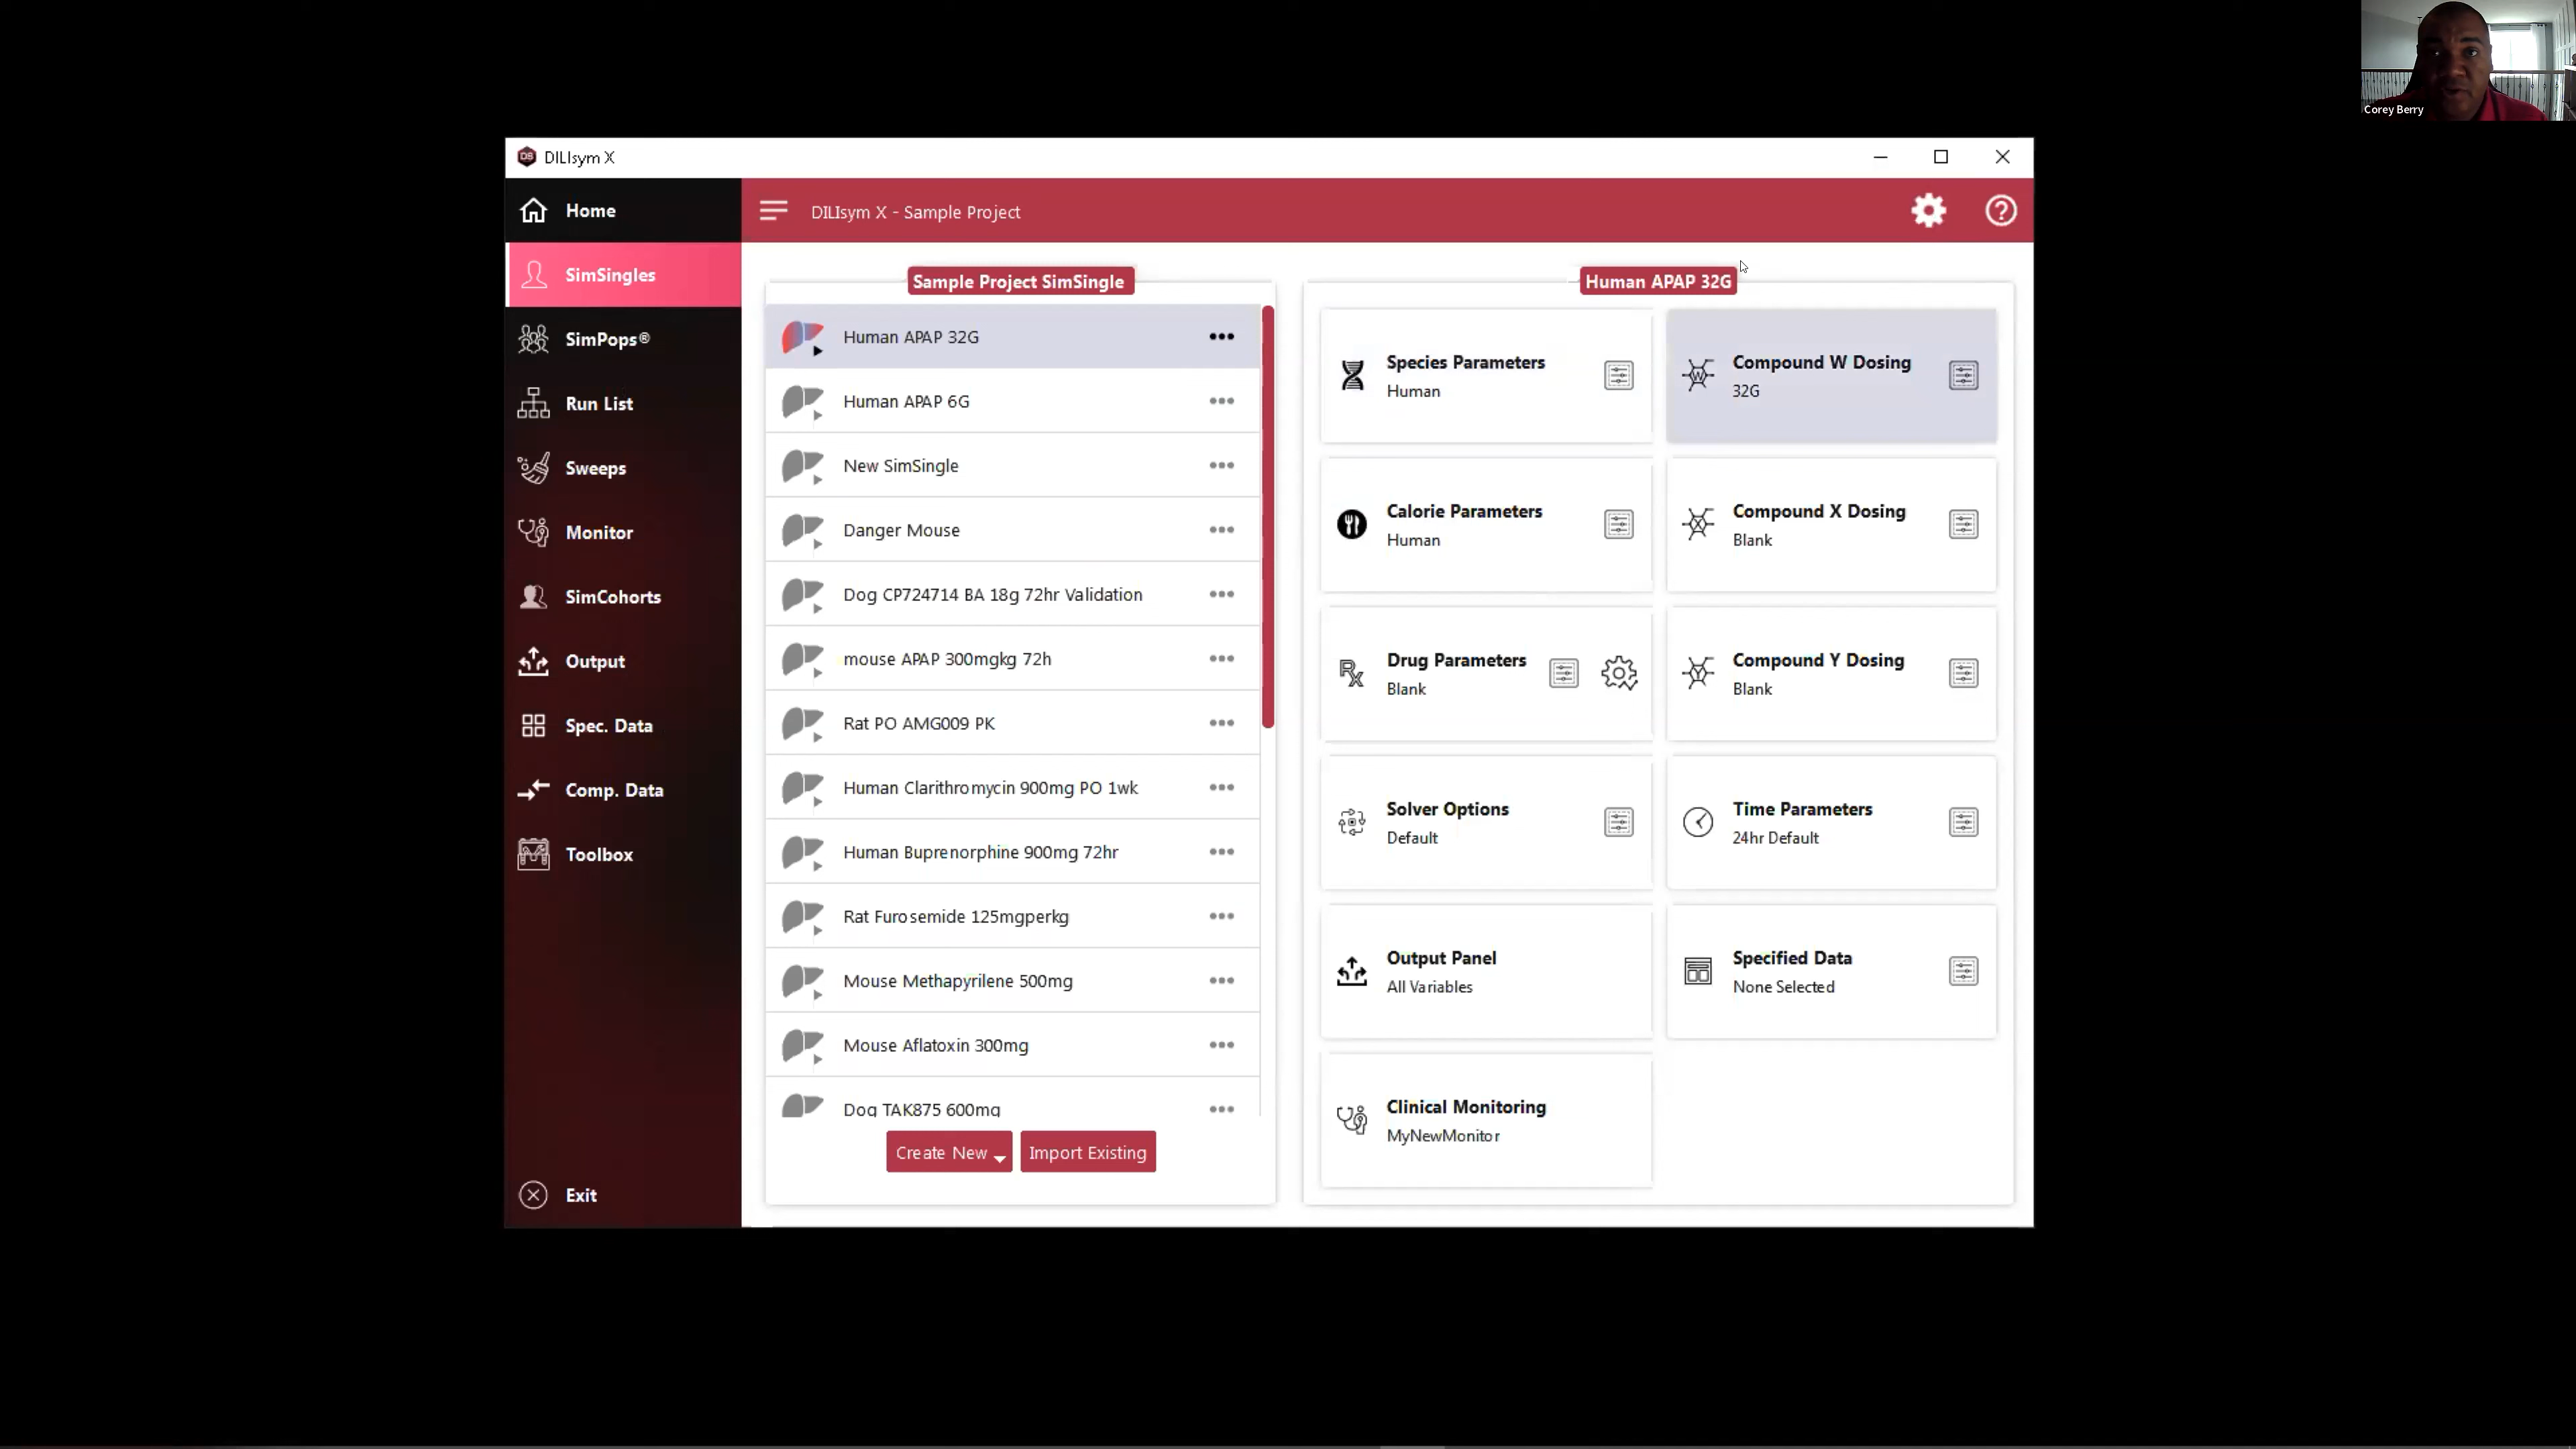 Corey Berry
DS DILIsym X
Home
SimSingles
SimPops®
Run List
Sweeps
Monitor
SimCohorts
Output
Spec. Data
Comp. Data
Toolbox
Exit
DILIsym X - Sample Project
Sample Project SimSingle
Human APAP 32G
Human APAP 6G
New SimSingle
Danger Mouse
Dog CP724714 BA 18g 72hr Validation
mouse APAP 300mgkg 72h
Rat PO AMG009 PK
Human Clarithromycin 900mg PO 1wk
Human Buprenorphine 900mg 72hr
Rat Furosemide 125mgperkg
Mouse Methapyrilene 500mg
Mouse Aflatoxin 300mg
Dog TAK875 600mg
Create New
Import Existing
Human APAP 32G
Species Parameters
Human
Compound W Dosing
32G
Calorie Parameters
Human
Compound X Dosing
Blank
Drug Parameters
Blank
Compound Y Dosing
Blank
Solver Options
Default
Time Parameters
24hr Default
Output Panel
All Variables
Specified Data
None Selected
Clinical Monitoring
MyNewMonitor